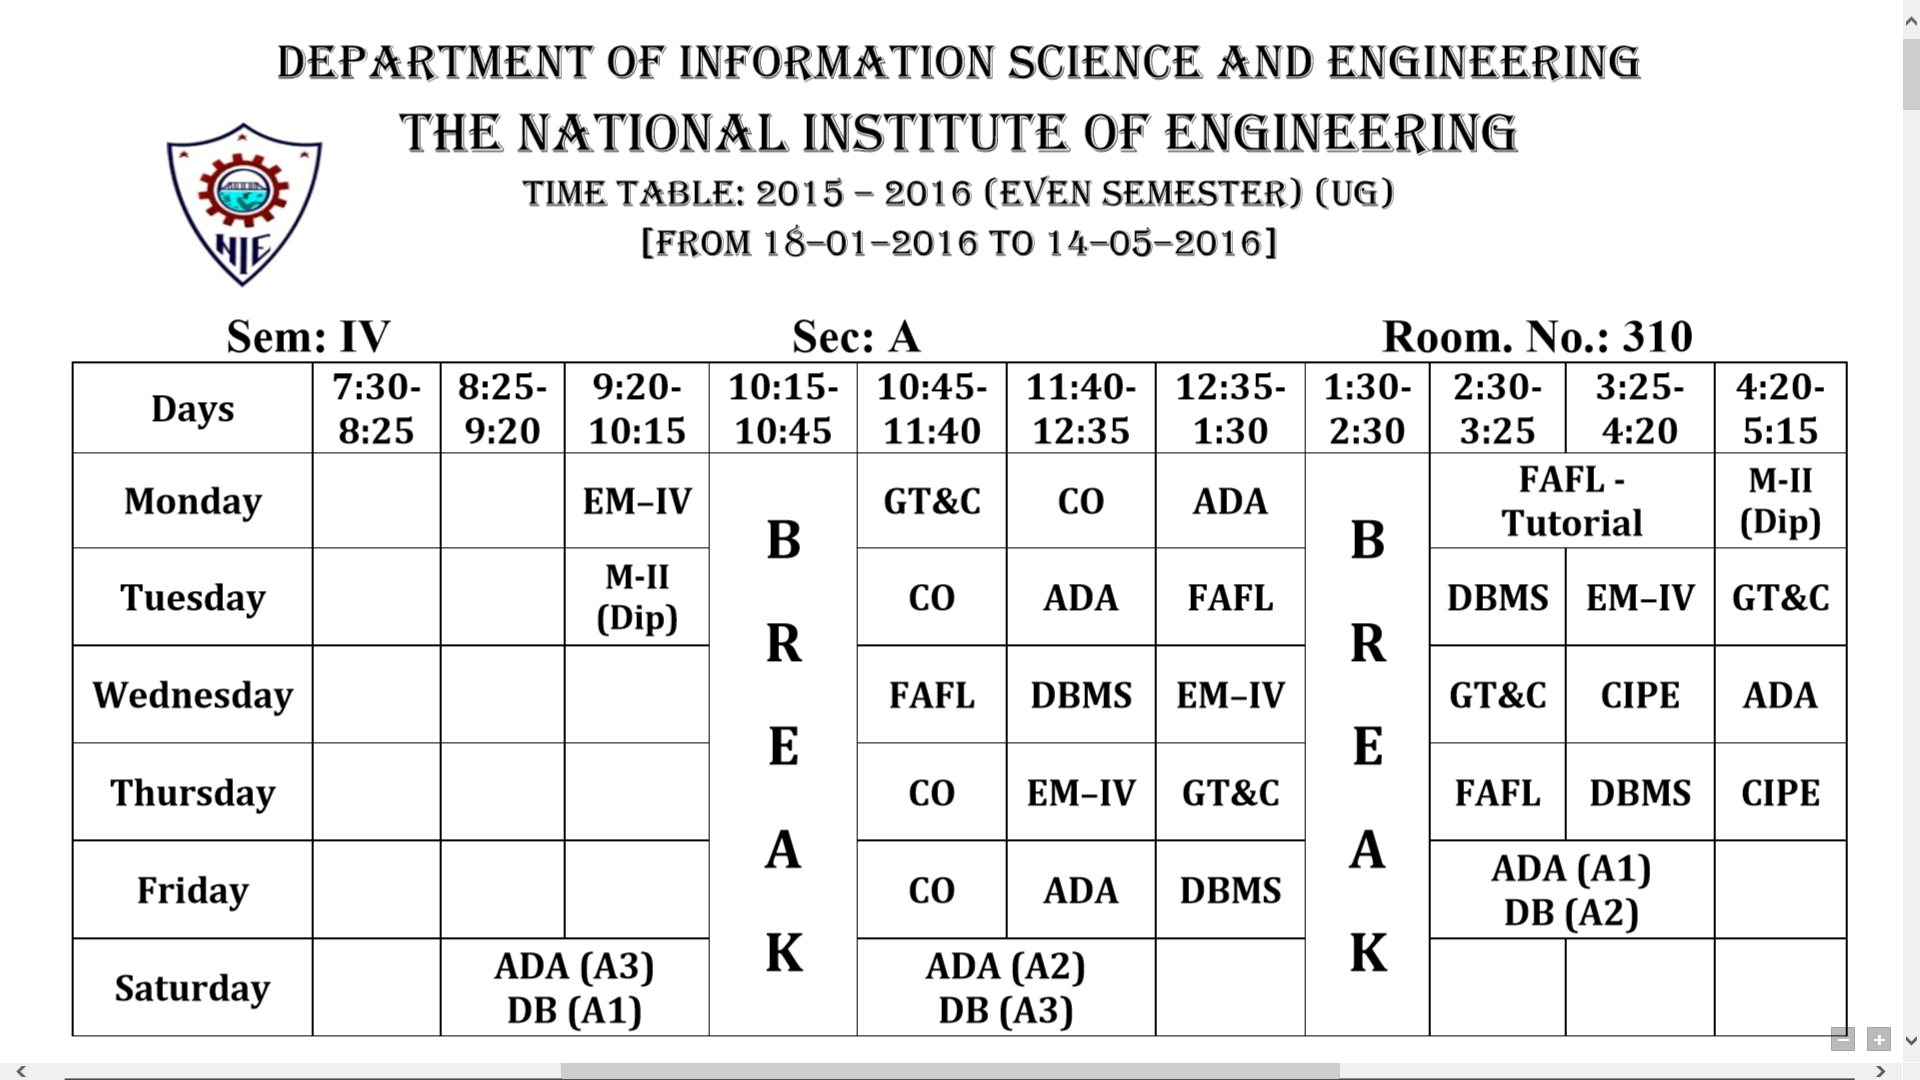 DEPARTMENT OF INFORMATION SCIENCE AND ENGINEERING
THE NATIONAL INSTITUTE OF ENGINEERING
TIME TABLE: 2015 – 2016 (EVEN SEMESTER) (UG)
[FROM 18–01–2016 TO 14–05–2016]
NIE
Sem: IV Sec: A Room. No.: 310
Days 7:30-8:25 8:25-9:20 9:20-10:15 10:15-10:45 10:45-11:40 11:40-12:35 12:35-1:30 1:30-2:30 2:30-3:25 3:25-4:20 4:20-5:15
Monday EM–IV GT&C CO ADA FAFL - Tutorial M-II (Dip)
Tuesday M-II (Dip) CO ADA FAFL DBMS EM–IV GT&C
Wednesday FAFL DBMS EM–IV GT&C CIPE ADA
Thursday CO EM–IV GT&C FAFL DBMS CIPE
Friday CO ADA DBMS ADA (A1) DB (A2)
Saturday ADA (A3) DB (A1) ADA (A2) DB (A3)
BREAK
BREAK